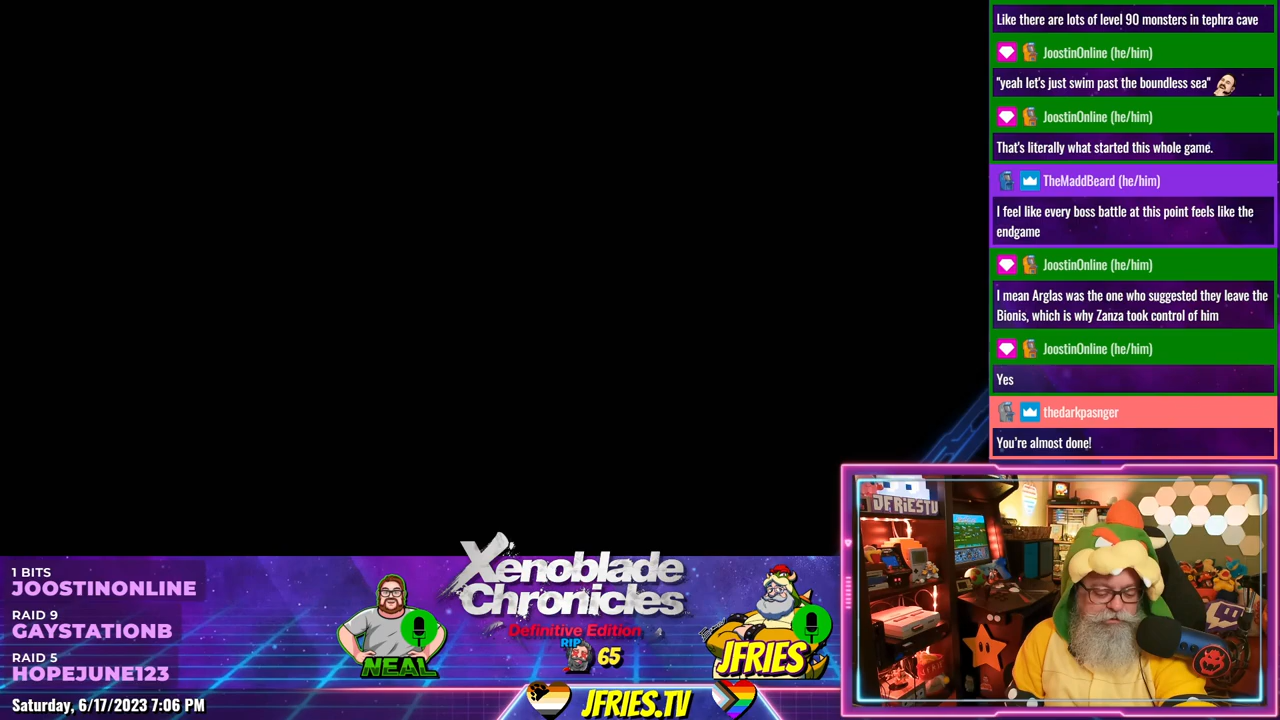 Like there are lots of level 90 monsters in tephra cave
JoostinOnline (he/him)
"yeah let's just swim past the boundless sea"
JoostinOnline (he/him)
That's literally what started this whole game.
TheMaddBeard (he/him)
I feel like every boss battle at this point feels like the
endgame
JoostinOnline (he/him)
I mean Arglas was the one who suggested they leave the
Bionis, which is why Zanza took control of him
JoostinOnline (he/him)
Yes
thedarkpasnger
You're almost done!
JFRIESTV
1 BITS
JOOSTINONLINE
RAID 9
GAYSTATIONB
RAID 5
HOPEJUNE123
Saturday, 6/17/2023 7:06 PM
NEAL
Xenoblade
Chronicles
Definitive Edition
RIP
65
JFRIES
JFRIES.TV